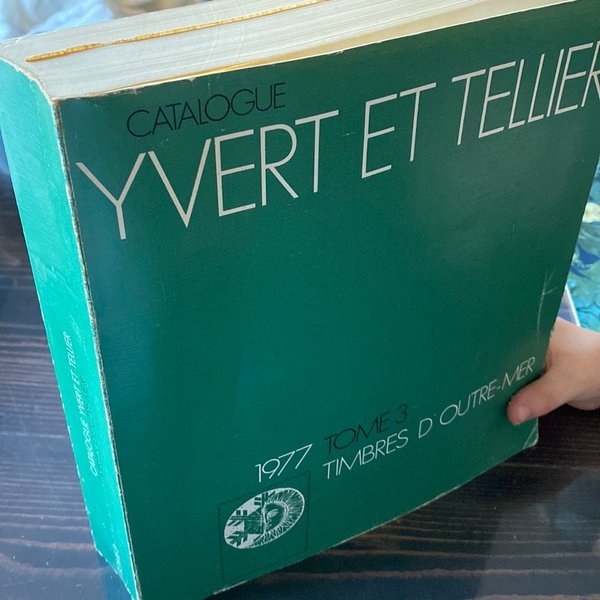 CATALOGUE
YVERT ET TELLIER
1977 TOME 3
TIMBRES D'OUTRE-MER
CATALOGUE YVERT ET TELLIER